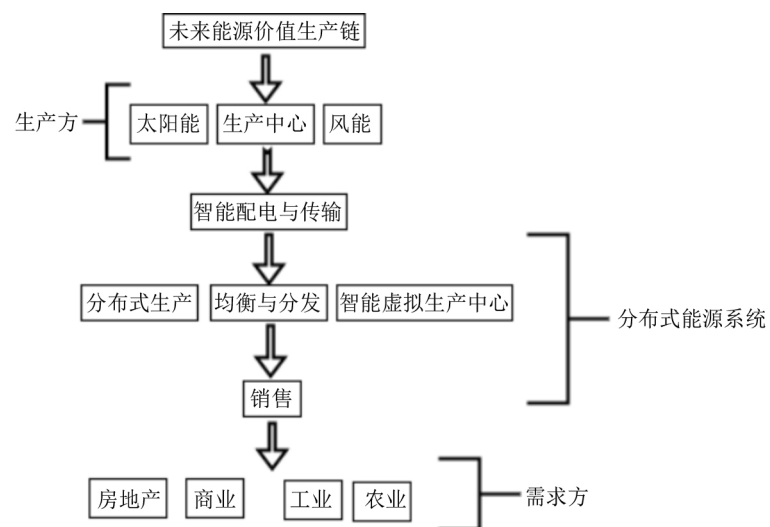 未来能源价值生产链
生产方
太阳能
生产中心
风能
智能配电与传输
分布式生产
均衡与分发
智能虚拟生产中心
分布式能源系统
销售
房地产
商业
工业
农业
需求方